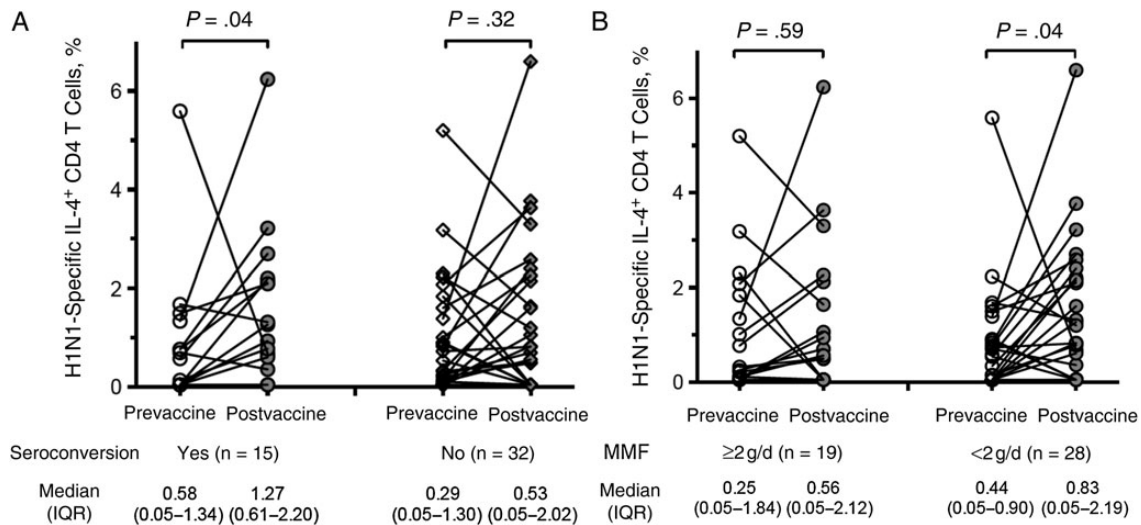 A
P = .04
P = .32
H1N1-Specific IL-4+ CD4 T Cells, %
6
4
2
0
Prevaccine Postvaccine
Prevaccine Postvaccine
Seroconversion
Yes (n = 15)
No (n = 32)
Median
(IQR)
0.58
(0.05–1.34)
1.27
(0.61–2.20)
0.29
(0.05–1.30)
0.53
(0.05–2.02)
B
P = .59
P = .04
H1N1-Specific IL-4+ CD4 T Cells, %
6
4
2
0
Prevaccine Postvaccine
Prevaccine Postvaccine
MMF
≥2 g/d (n = 19)
<2 g/d (n = 28)
Median
(IQR)
0.25
(0.05–1.84)
0.56
(0.05–2.12)
0.44
(0.05–0.90)
0.83
(0.05–2.19)